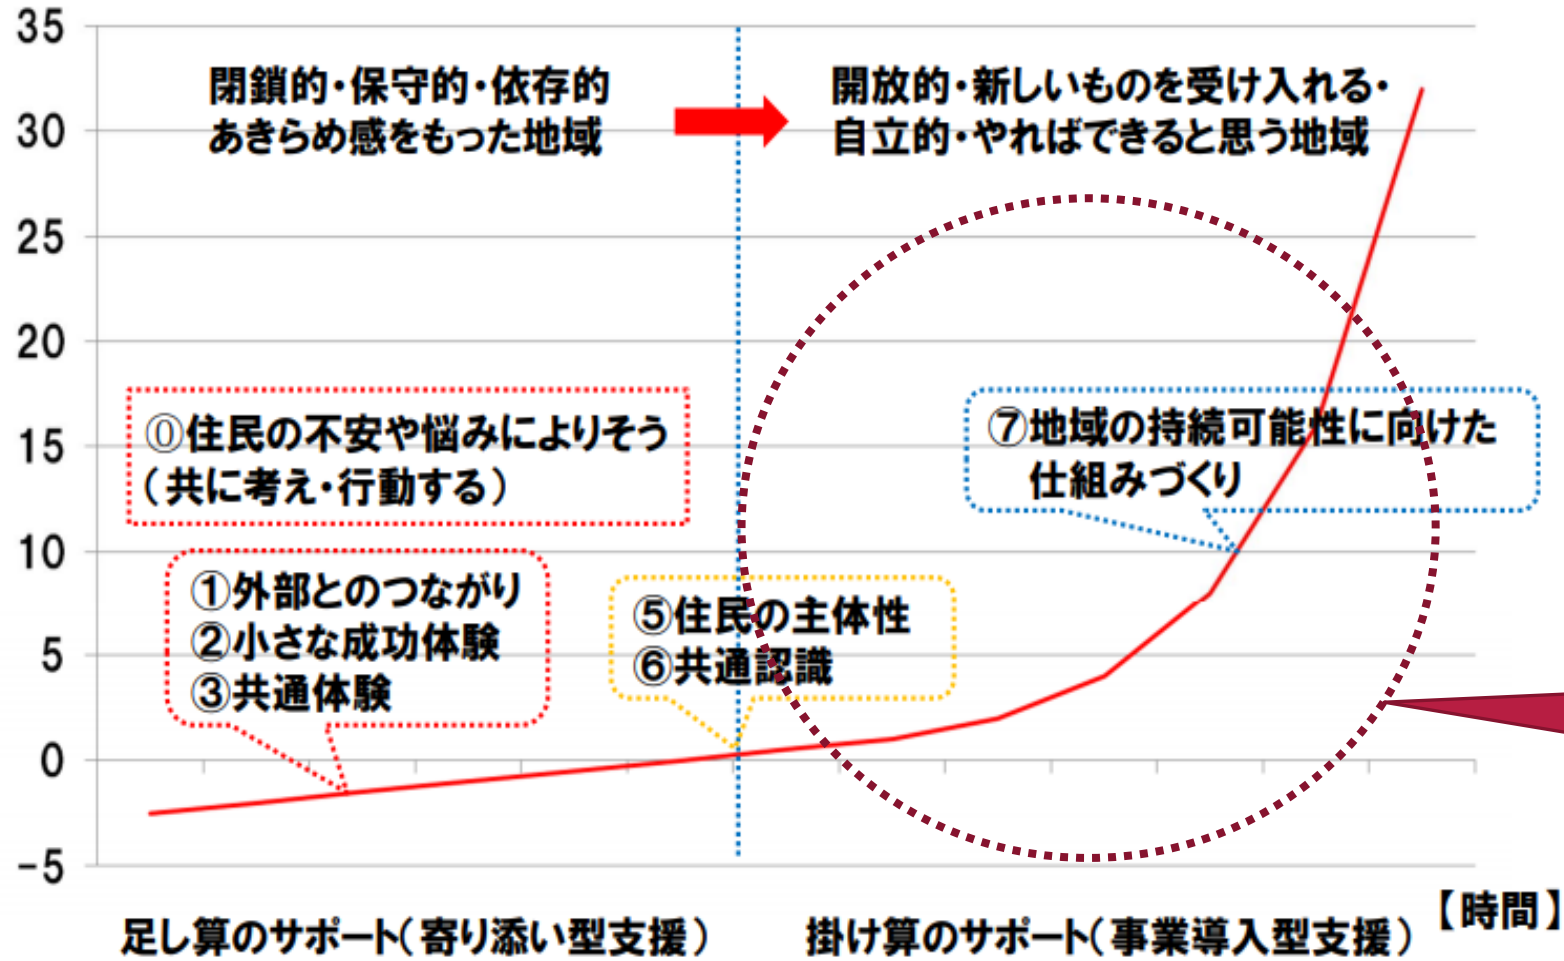 35
閉鎖的・保守的・依存的
あきらめ感をもった地域
開放的・新しいものを受け入れる・
自立的・やればできると思う地域
30
25
20
⓪住民の不安や悩みによりそう
(共に考え・行動する)
⑦地域の持続可能性に向けた
仕組みづくり
15
10
①外部とのつながり
②小さな成功体験
③共通体験
⑤住民の主体性
⑥共通認識
5
0
-5
【時間】
足し算のサポート(寄り添い型支援)
掛け算のサポート(事業導入型支援)